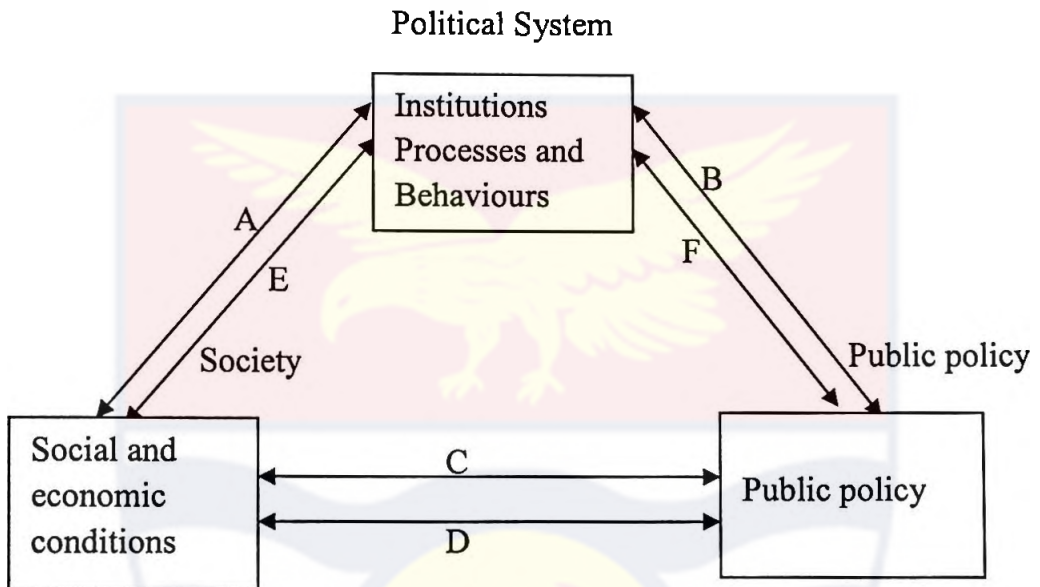 Political System
Institutions
Processes and
Behaviours
A
B
E
F
Society
Public policy
Social and
economic
conditions
C
D
Public policy